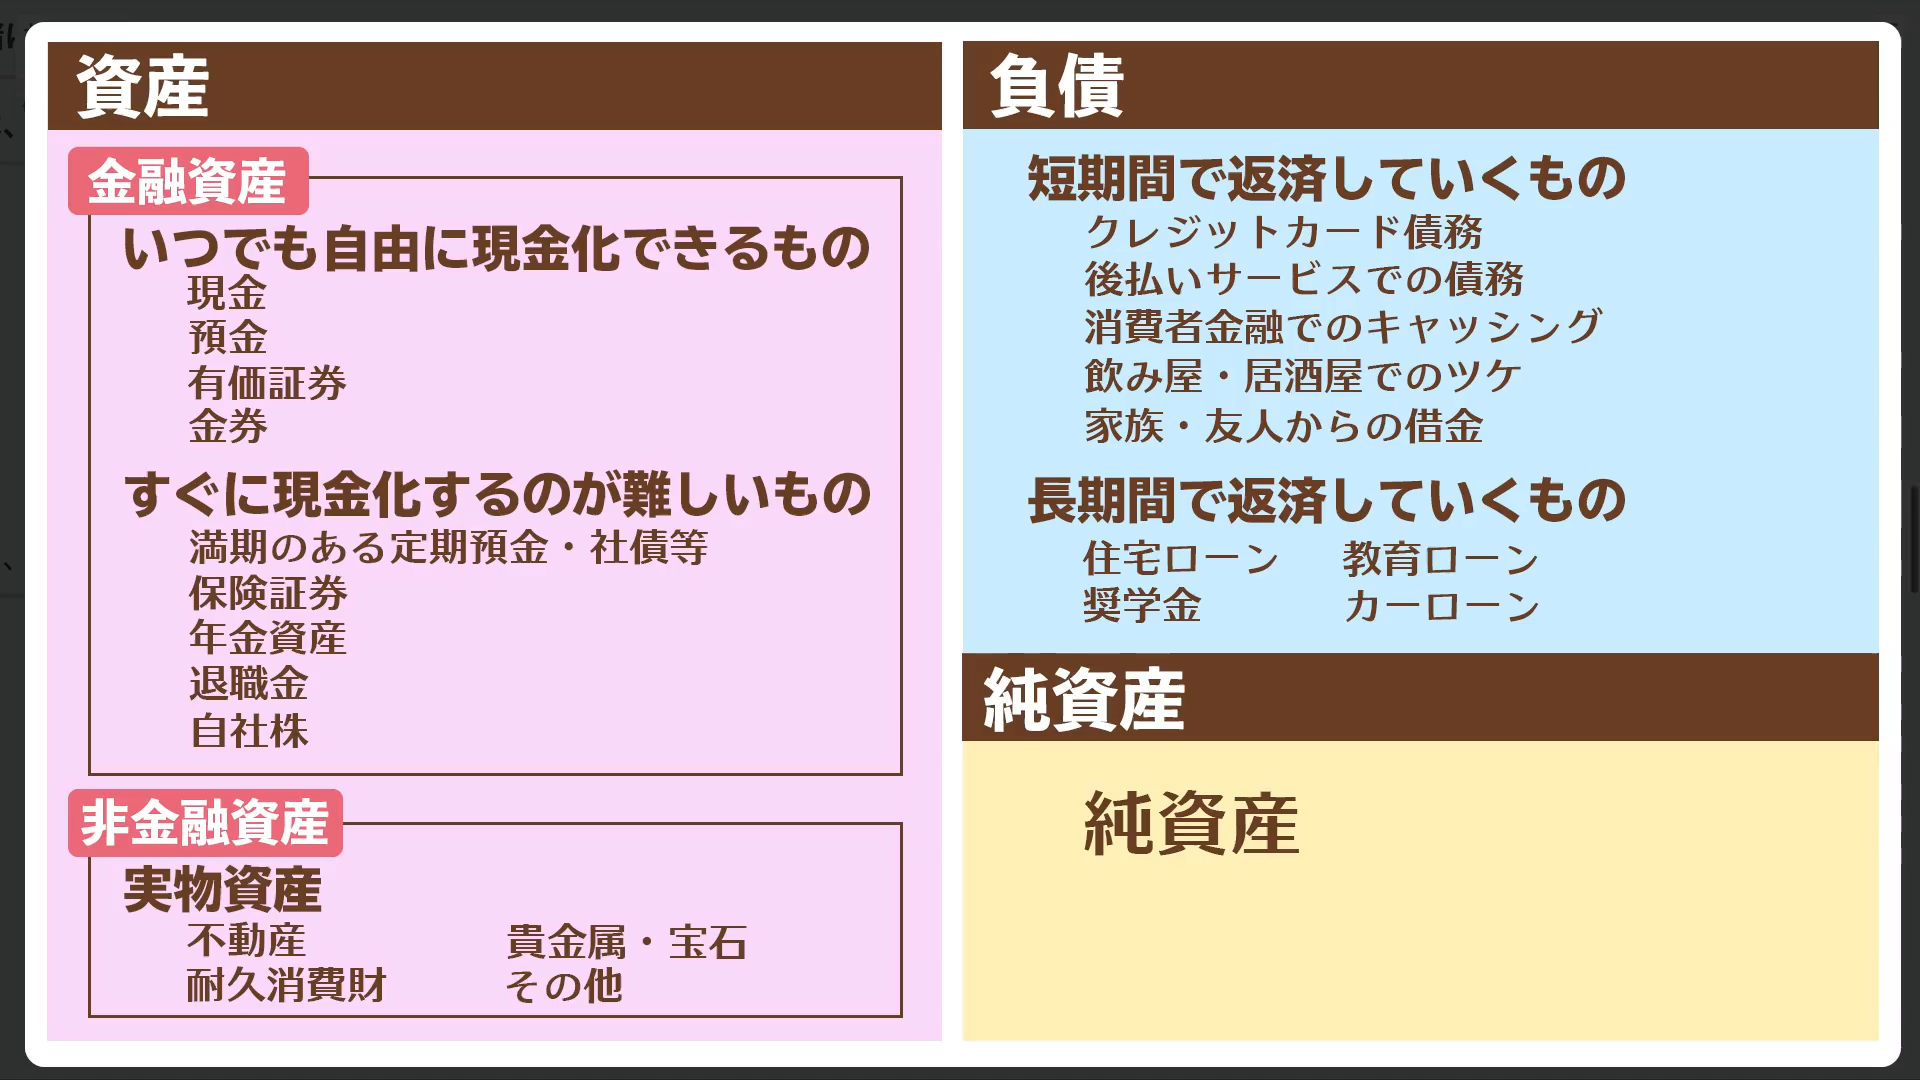 資産
金融資産
いつでも自由に現金化できるもの
現金
預金
有価証券
金券
すぐに現金化するのが難しいもの
満期のある定期預金・社債等
保険証券
年金資産
退職金
自社株
非金融資産
実物資産
不動産 貴金属・宝石
耐久消費財 その他
負債
短期間で返済していくもの
クレジットカード債務
後払いサービスでの債務
消費者金融でのキャッシング
飲み屋・居酒屋でのツケ
家族・友人からの借金
長期間で返済していくもの
住宅ローン 教育ローン
奨学金 カーローン
純資産
純資産